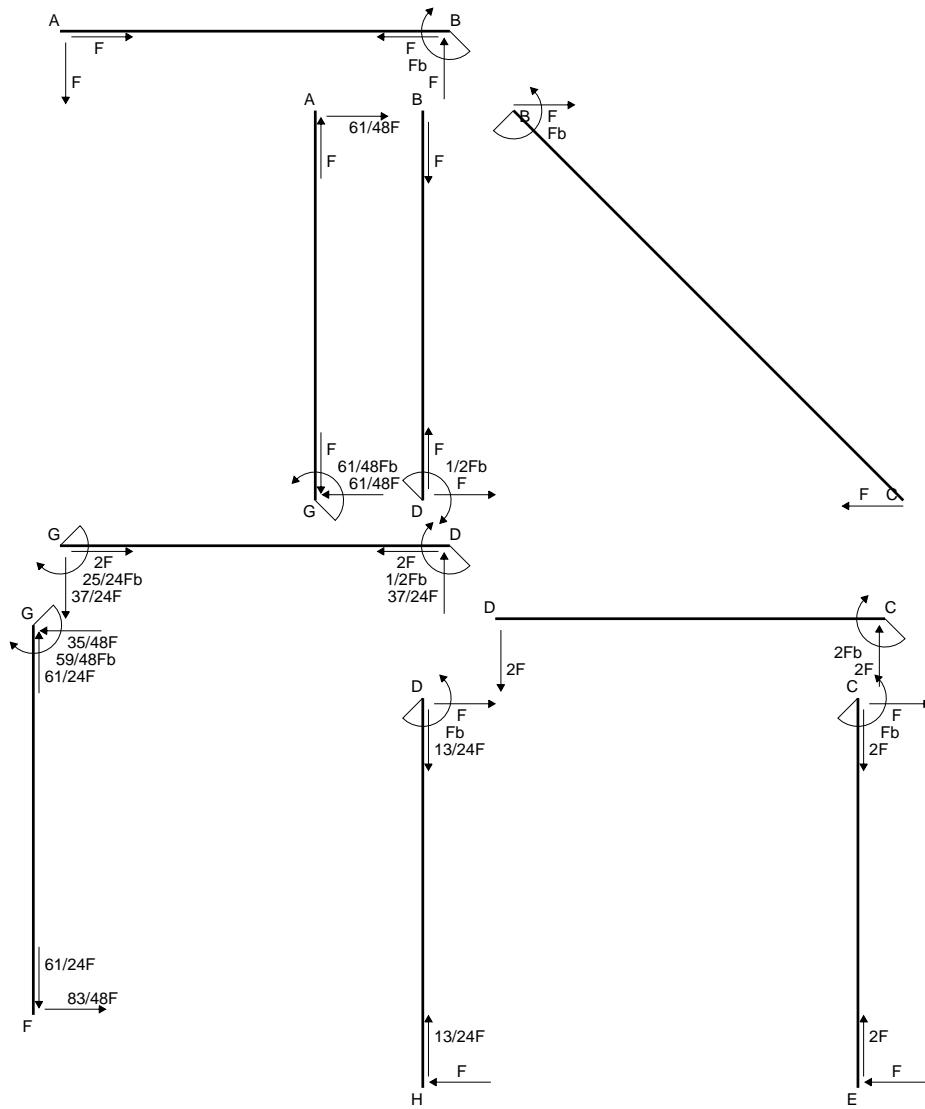 A B
F F
Fb
F F
A B
61/48F
B F
Fb
F F
F F
61/48Fb 1/2Fb
61/48F F
G D
F C
G D
2F 2F
25/24Fb 1/2Fb
37/24F 37/24F
G
35/48F
59/48Fb
61/24F
D C
2Fb
2F 2F
D C
F F
Fb Fb
13/24F 2F
61/24F
83/48F
F
13/24F 2F
F F
H E